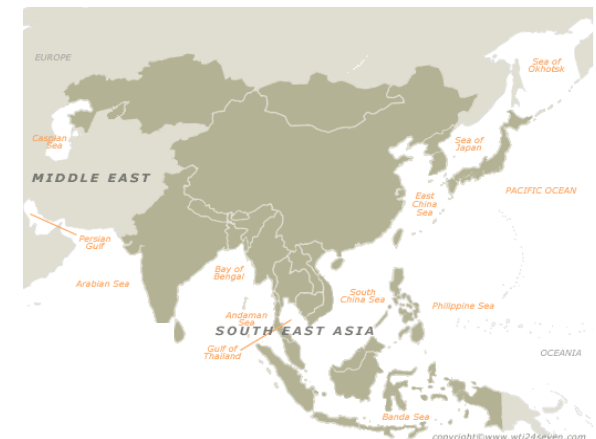 EUROPE
Sea of
Okhotsk
Caspian
Sea
Sea of
Japan
MIDDLE EAST
PACIFIC OCEAN
East
China
Sea
Persian
Gulf
Arabian Sea
Bay of
Bengal
South
China Sea
Philippine Sea
Andaman
Sea
SOUTH EAST ASIA
Gulf of
Thailand
OCEANIA
Banda Sea
copyright©www.wti24seven.com